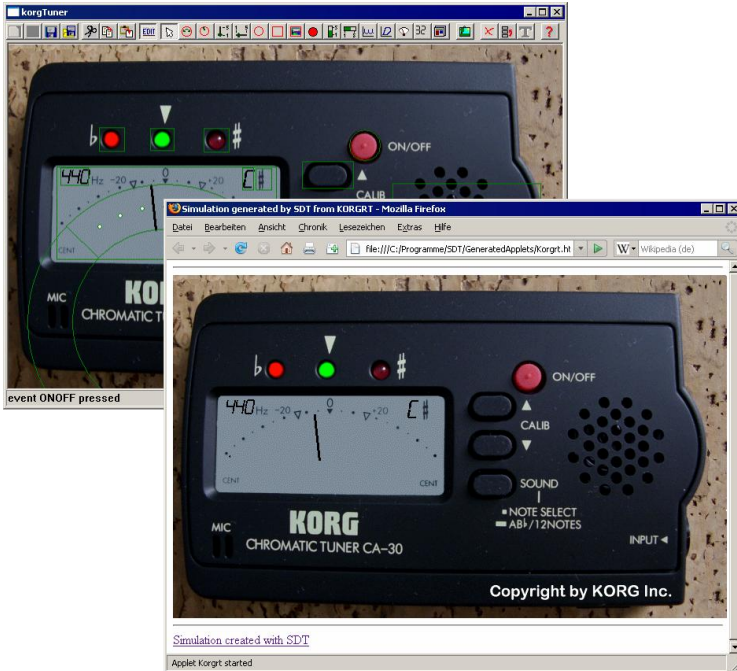 korgTuner
EDIT
ON/OFF
440 Hz -20 0 +20 C#
CALIB
CENT
MIC
KO
CHROMATIC TU
event ONOFF pressed
Simulation generated by SDT from KORGRT - Mozilla Firefox
Datei Bearbeiten Ansicht Chronik Lesezeichen Extras Hilfe
file:///C:/Programme/SDT/GeneratedApplets/Korgrt.ht W Wikipedia (de)
ON/OFF
440 Hz -20 0 +20 C#
CALIB
CENT CENT
SOUND
NOTE SELECT
AB♭/12NOTES
MIC
KORG
CHROMATIC TUNER CA-30
INPUT
Copyright by KORG Inc.
Simulation created with SDT
Applet Korgrt started